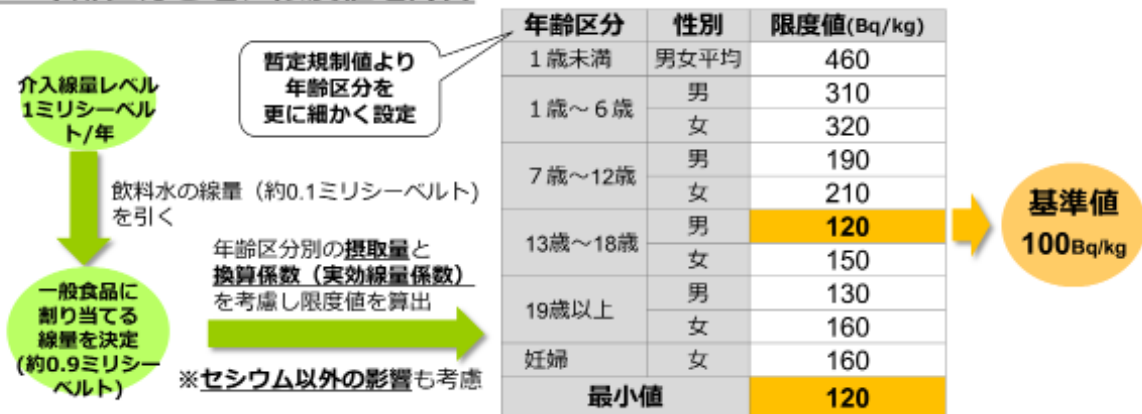 介入線量レベル
1ミリシーベル
ト/年
暫定規制値より
年齢区分を
更に細かく設定
飲料水の線量（約0.1ミリシーベルト)
を引く
一般食品に
割り当てる
線量を決定
(約0.9ミリシー
ベルト)
年齢区分別の摂取量と
換算係数（実効線量係数）
を考慮し限度値を算出
※セシウム以外の影響も考慮
年齢区分 性別 限度値(Bq/kg)
1歳未満 男女平均 460
1歳～6歳 男 310
女 320
7歳～12歳 男 190
女 210
13歳～18歳 男 120
女 150
19歳以上 男 130
女 160
妊婦 女 160
最小値 120
基準値
100Bq/kg